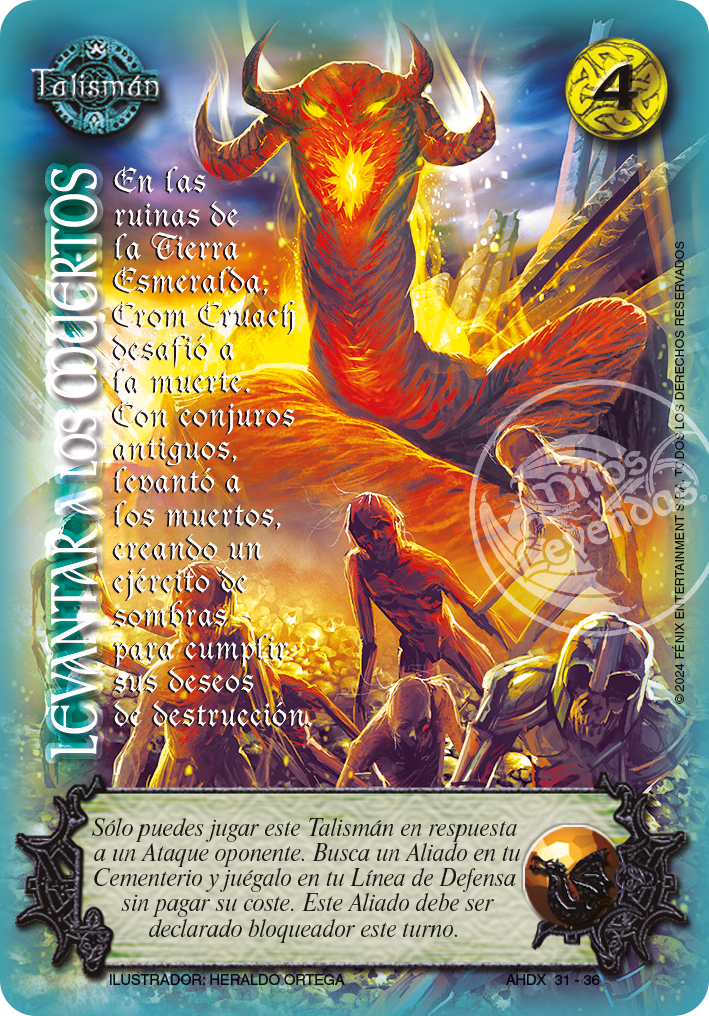 Talismán
4
LEVANTAR A LOS MUERTOS
En las
ruinas de
la Tierra
Esmeralda,
Crom Cruach
desafió a
la muerte.
Con conjuros
antiguos,
levantó a
los muertos,
creando un
ejército de
sombras
para cumplir
sus deseos
de destrucción.
Mitos
y
Leyendas®
© 2024 FÉNIX ENTERTAINMENT S.P.A. TODOS LOS DERECHOS RESERVADOS
Sólo puedes jugar este Talismán en respuesta
a un Ataque oponente. Busca un Aliado en tu
Cementerio y juégalo en tu Línea de Defensa
sin pagar su coste. Este Aliado debe ser
declarado bloqueador este turno.
ILUSTRADOR: HERALDO ORTEGA
AHDX 31 - 36